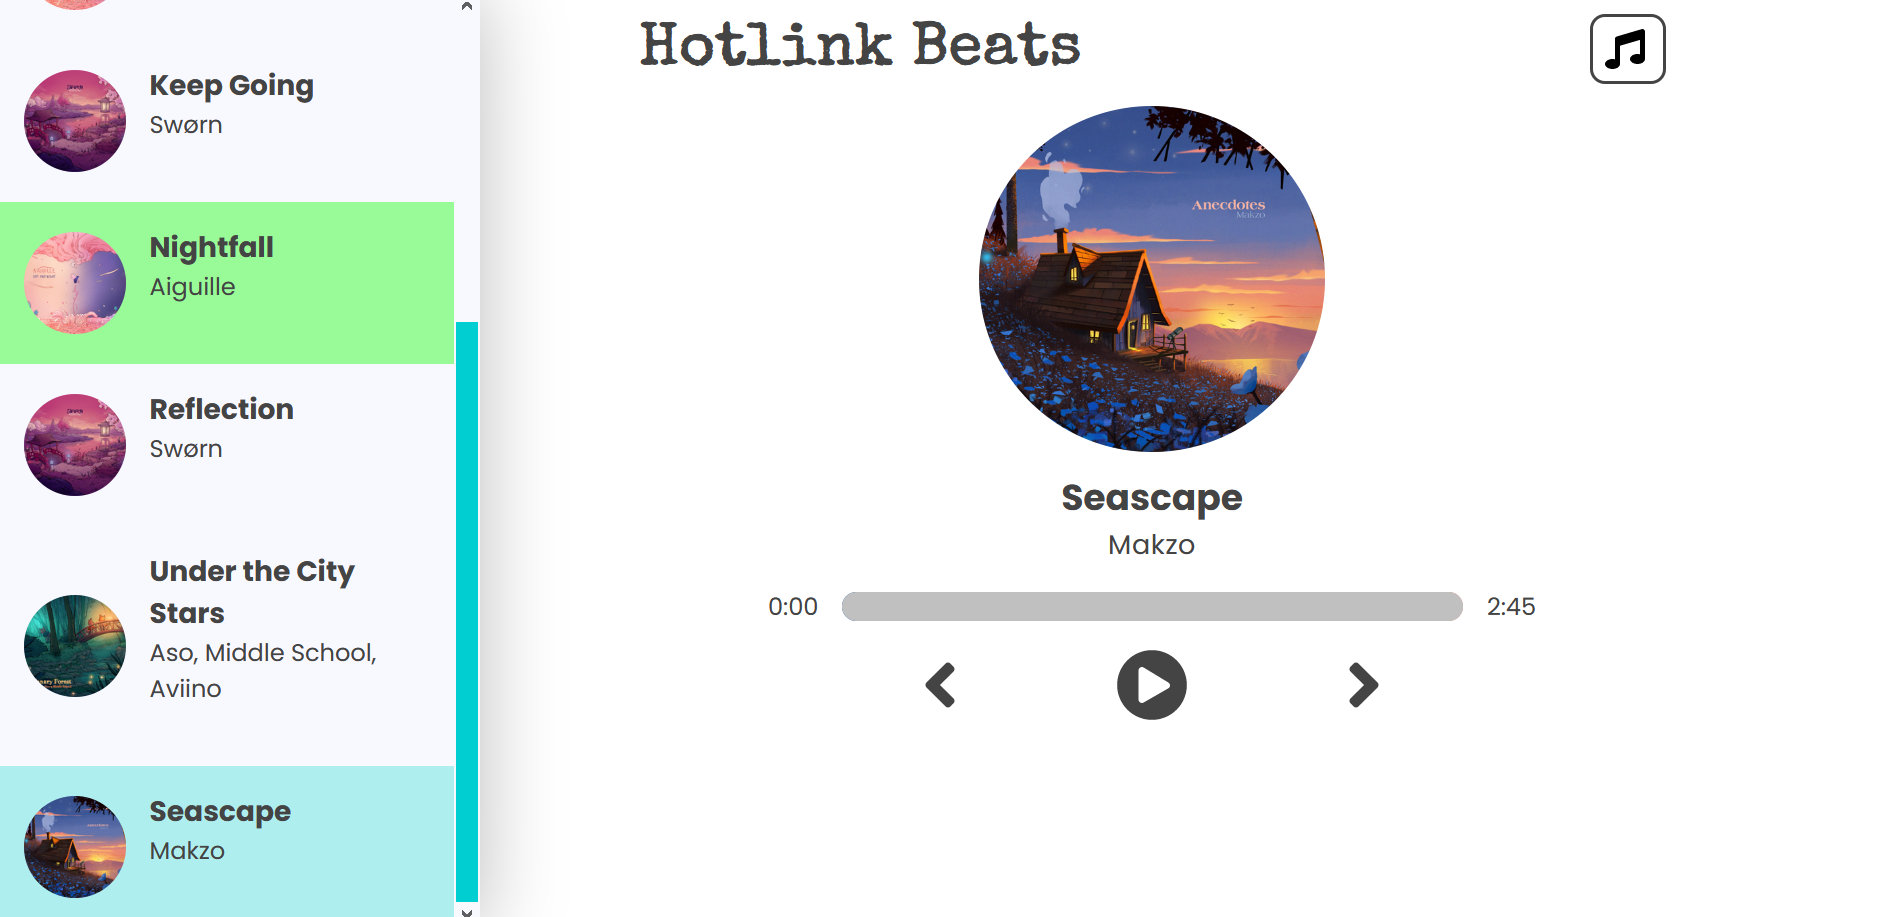 Keep Going
Swørn
Nightfall
Aiguille
Reflection
Swørn
Under the City
Stars
Aso, Middle School,
Aviino
Seascape
Makzo
Hotlink Beats
Anecdotes
Makzo
Seascape
Makzo
0:00
2:45